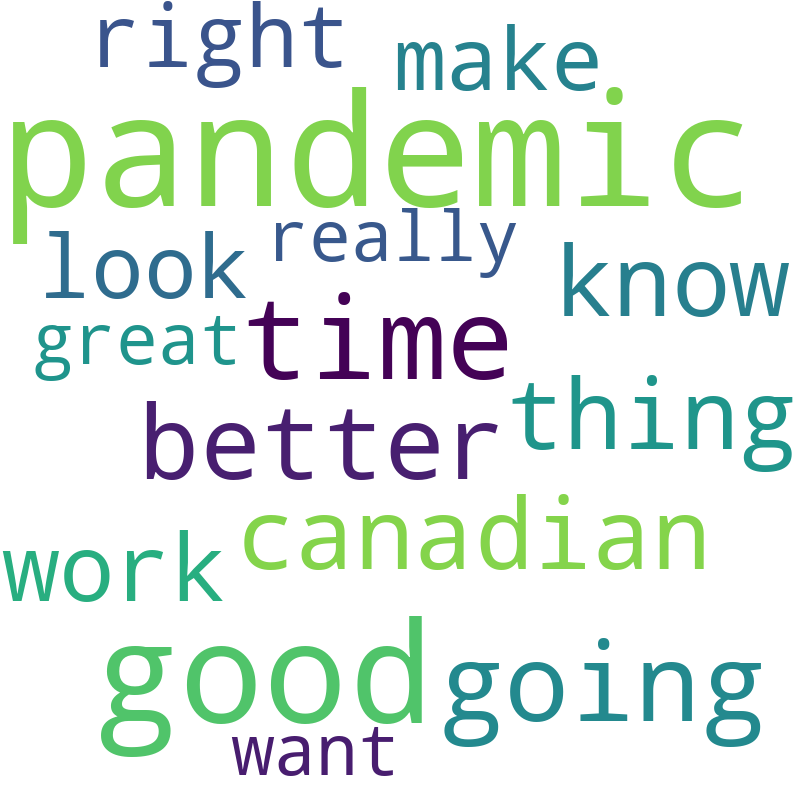 right make
pandemic
really
look know
great time
better thing
canadian
work
good going
want